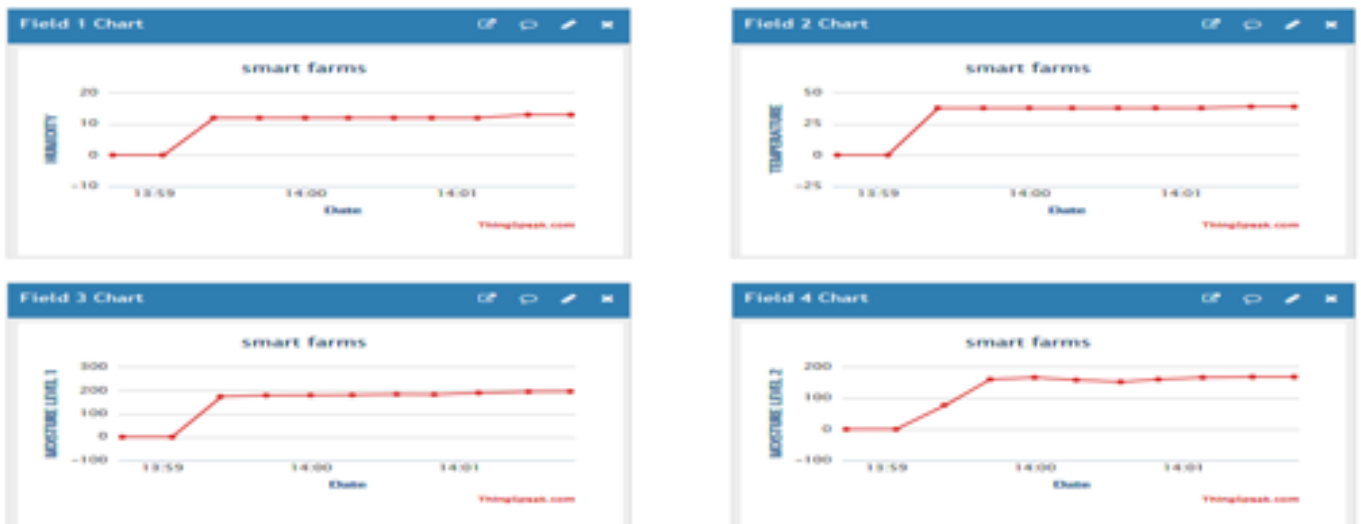 Field 1 Chart
smart farms
HUMIDITY
20
10
0
-10
13:59 14:00 14:01
Date
ThingSpeak.com
Field 2 Chart
smart farms
TEMPERATURE
50
25
0
-25
13:59 14:00 14:01
Date
ThingSpeak.com
Field 3 Chart
smart farms
MOISTURE LEVEL 1
300
200
100
0
-100
13:59 14:00 14:01
Date
ThingSpeak.com
Field 4 Chart
smart farms
MOISTURE LEVEL 2
200
100
0
-100
13:59 14:00 14:01
Date
ThingSpeak.com